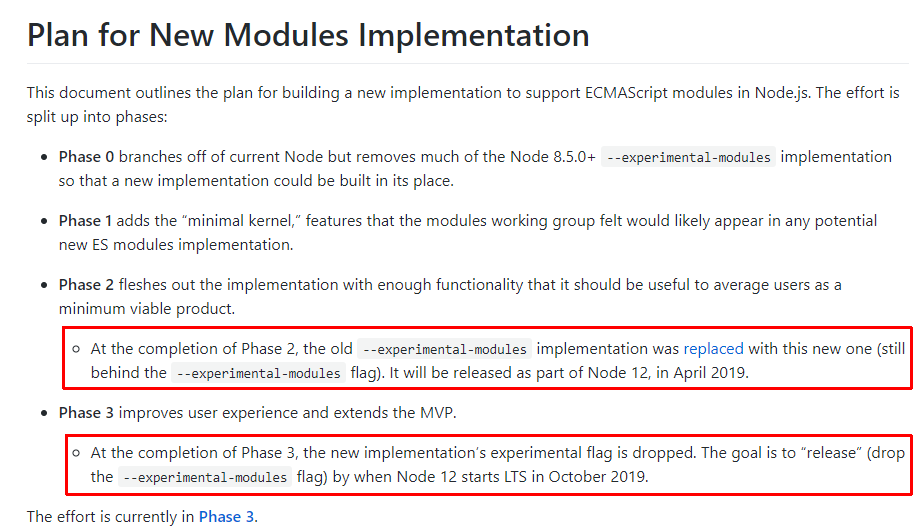 Plan for New Modules Implementation
This document outlines the plan for building a new implementation to support ECMAScript modules in Node.js. The effort is
split up into phases:
• Phase 0 branches off of current Node but removes much of the Node 8.5.0+ --experimental-modules implementation
so that a new implementation could be built in its place.
• Phase 1 adds the “minimal kernel,” features that the modules working group felt would likely appear in any potential
new ES modules implementation.
• Phase 2 fleshes out the implementation with enough functionality that it should be useful to average users as a
minimum viable product.
◦ At the completion of Phase 2, the old --experimental-modules implementation was replaced with this new one (still
behind the --experimental-modules flag). It will be released as part of Node 12, in April 2019.
• Phase 3 improves user experience and extends the MVP.
◦ At the completion of Phase 3, the new implementation’s experimental flag is dropped. The goal is to “release” (drop
the --experimental-modules flag) by when Node 12 starts LTS in October 2019.
The effort is currently in Phase 3.